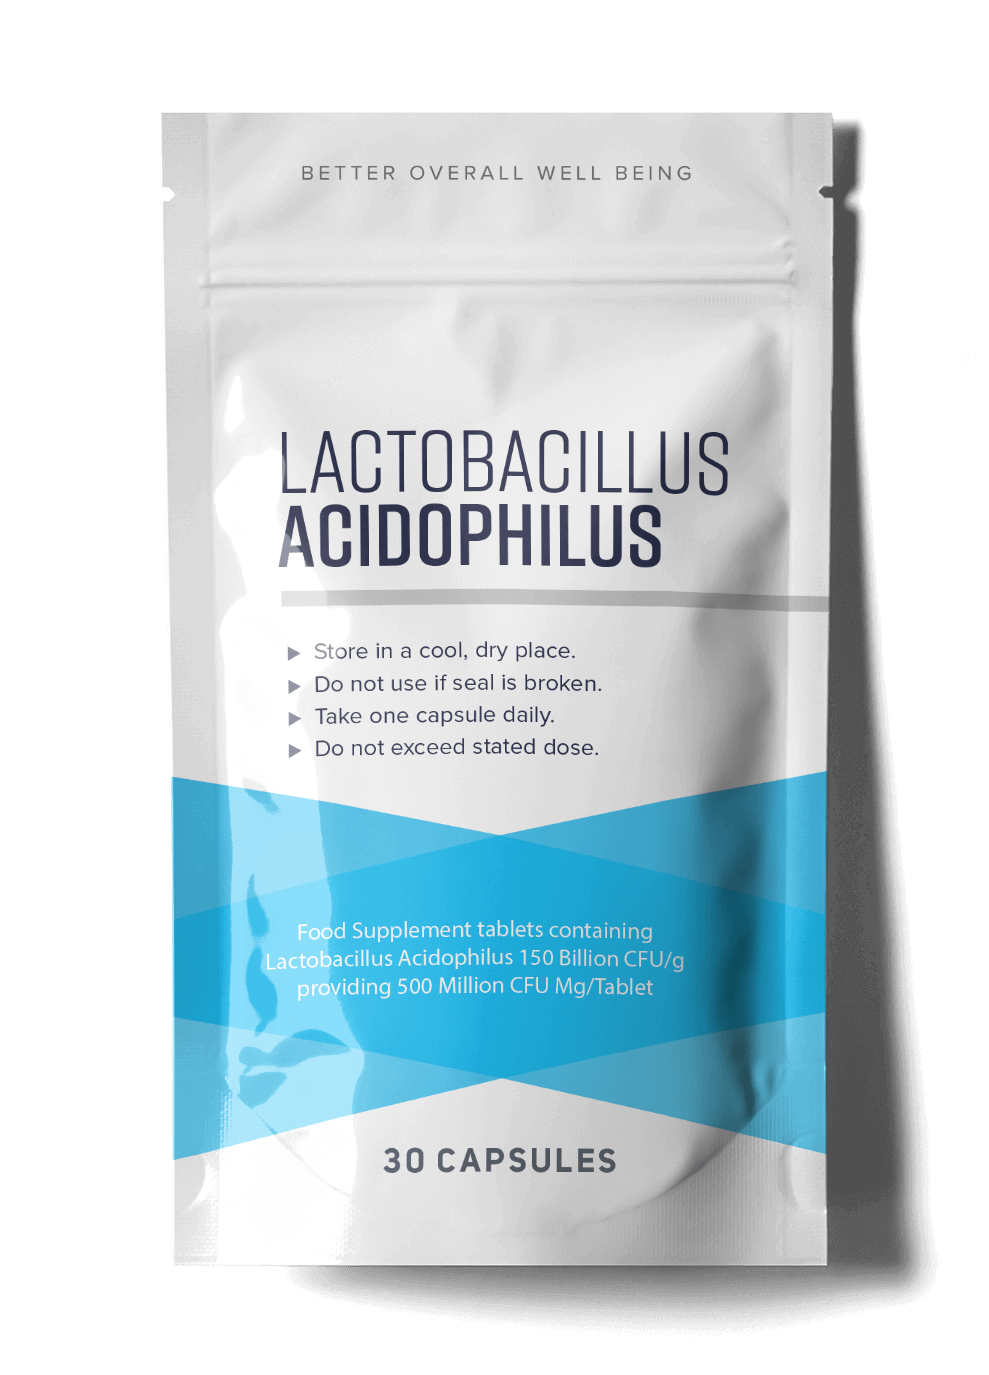 BETTER OVERALL WELL BEING
LACTOBACILLUS
ACIDOPHILUS
Store in a cool, dry place.
Do not use if seal is broken.
Take one capsule daily.
Do not exceed stated dose.
Food Supplement tablets containing
Lactobacillus Acidophilus 150 Billion CFU/g
providing 500 Million CFU Mg/Tablet
30 CAPSULES